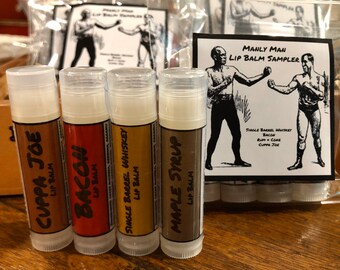 Manly Man
Lip Balm Sampler
Manly Man
Lip Balm Sampler
Single Barrel Whiskey
Bacon
Rum + Coke
Cuppa Joe
Cuppa Joe
Lip Balm
Bacon
Lip Balm
Single Barrel Whiskey
Lip Balm
Maple Syrup
Lip Balm